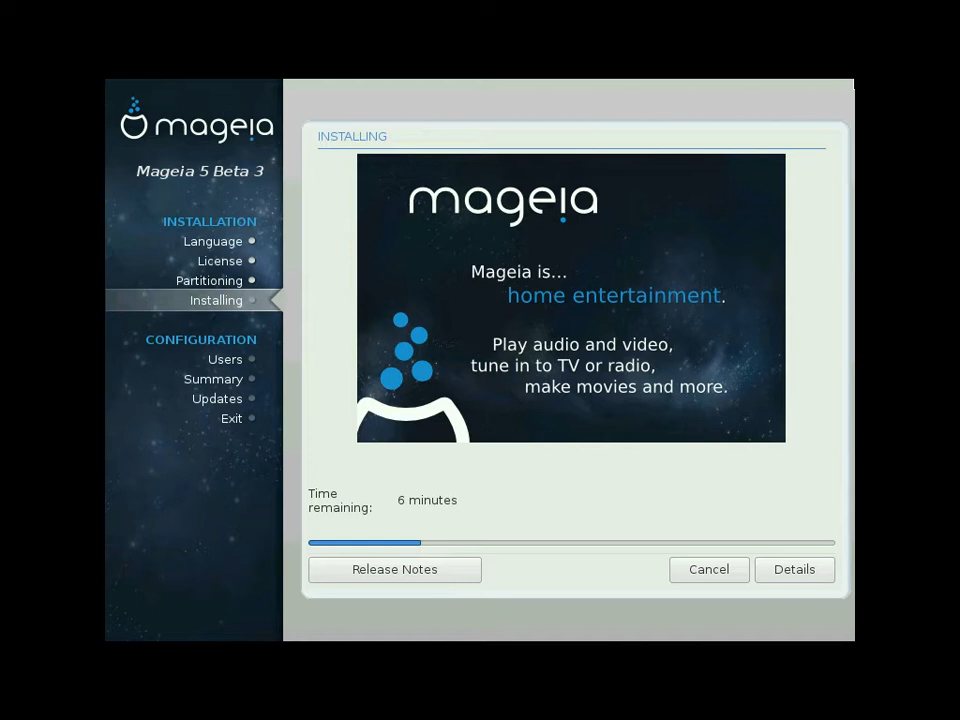 mageia
Mageia 5 Beta 3
INSTALLATION
Language
License
Partitioning
Installing
CONFIGURATION
Users
Summary
Updates
Exit
INSTALLING
mageia
Mageia is...
home entertainment.
Play audio and video,
tune in to TV or radio,
make movies and more.
Time
remaining:
6 minutes
Release Notes
Cancel
Details